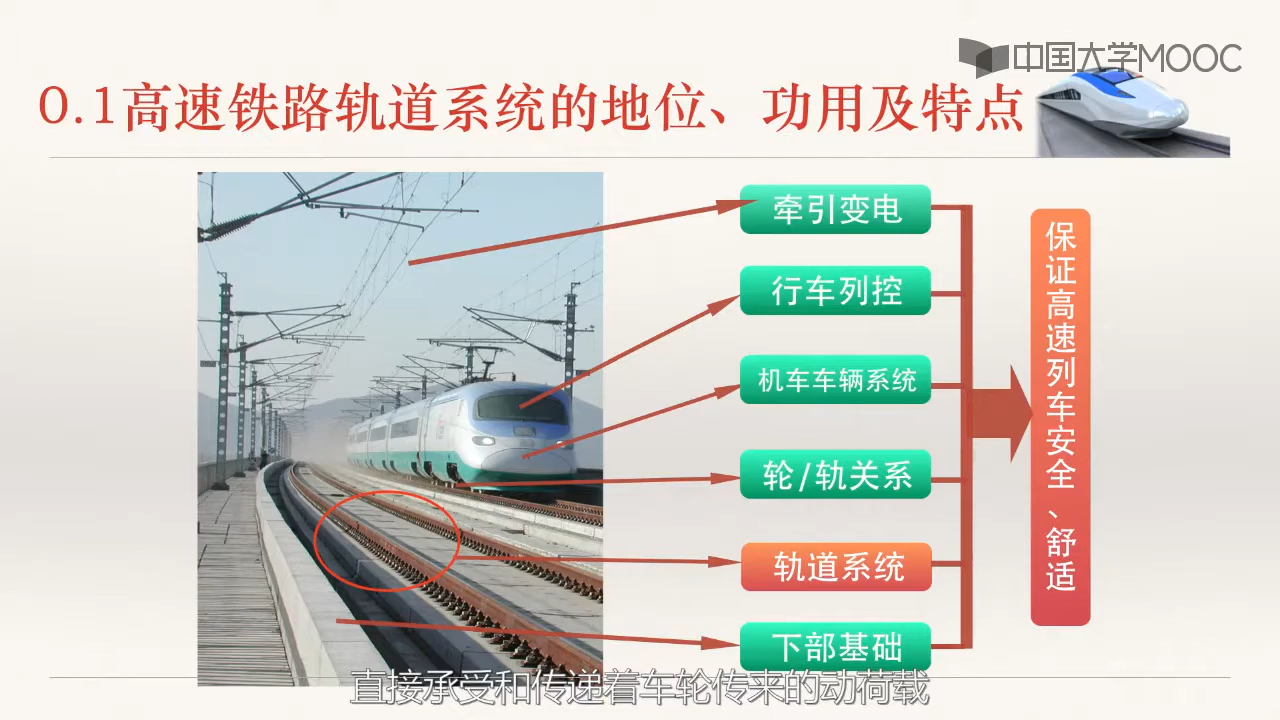 中国大学MOOC
0.1高速铁路轨道系统的地位、功用及特点
牵引变电
行车列控
机车车辆系统
轮/轨关系
轨道系统
下部基础
保证高速列车安全、舒适
直接承受和传递着车轮传来的动荷载